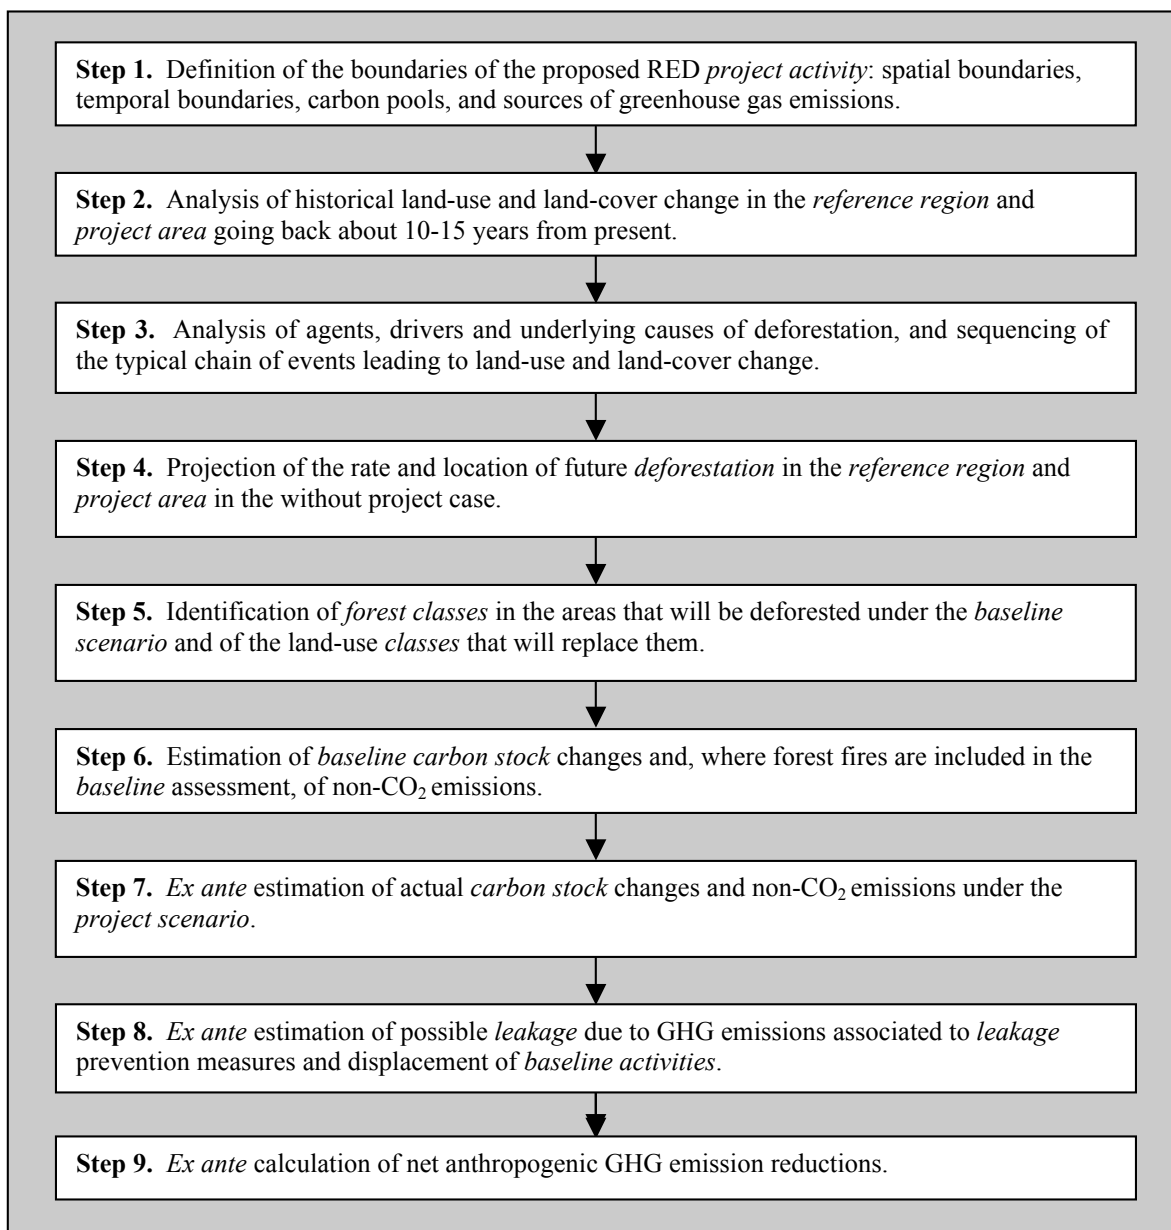 Step 1. Definition of the boundaries of the proposed RED project activity: spatial boundaries,
temporal boundaries, carbon pools, and sources of greenhouse gas emissions.
Step 2. Analysis of historical land-use and land-cover change in the reference region and
project area going back about 10-15 years from present.
Step 3. Analysis of agents, drivers and underlying causes of deforestation, and sequencing of
the typical chain of events leading to land-use and land-cover change.
Step 4. Projection of the rate and location of future deforestation in the reference region and
project area in the without project case.
Step 5. Identification of forest classes in the areas that will be deforested under the baseline
scenario and of the land-use classes that will replace them.
Step 6. Estimation of baseline carbon stock changes and, where forest fires are included in the
baseline assessment, of non-CO₂ emissions.
Step 7. Ex ante estimation of actual carbon stock changes and non-CO₂ emissions under the
project scenario.
Step 8. Ex ante estimation of possible leakage due to GHG emissions associated to leakage
prevention measures and displacement of baseline activities.
Step 9. Ex ante calculation of net anthropogenic GHG emission reductions.